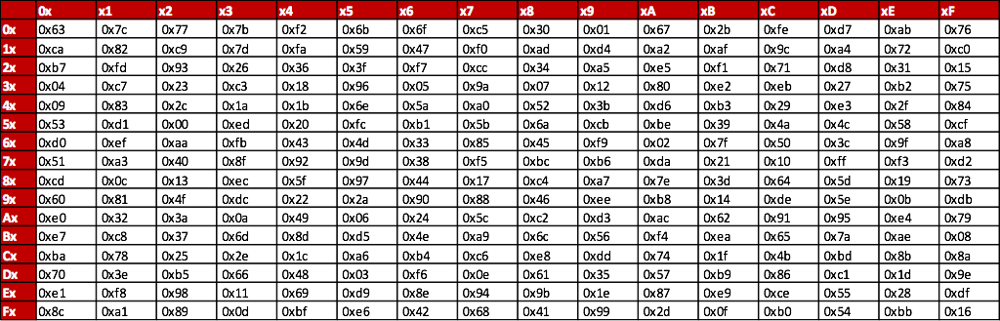 0x x1 x2 x3 x4 x5 x6 x7 x8 x9 xA xB xC xD xE xF
0x 0x63 0x7c 0x77 0x7b 0xf2 0x6b 0x6f 0xc5 0x30 0x01 0x67 0x2b 0xfe 0xd7 0xab 0x76
1x 0xca 0x82 0xc9 0x7d 0xfa 0x59 0x47 0xf0 0xad 0xd4 0xa2 0xaf 0x9c 0xa4 0x72 0xc0
2x 0xb7 0xfd 0x93 0x26 0x36 0x3f 0xf7 0xcc 0x34 0xa5 0xe5 0xf1 0x71 0xd8 0x31 0x15
3x 0x04 0xc7 0x23 0xc3 0x18 0x96 0x05 0x9a 0x07 0x12 0x80 0xe2 0xeb 0x27 0xb2 0x75
4x 0x09 0x83 0x2c 0x1a 0x1b 0x6e 0x5a 0xa0 0x52 0x3b 0xd6 0xb3 0x29 0xe3 0x2f 0x84
5x 0x53 0xd1 0x00 0xed 0x20 0xfc 0xb1 0x5b 0x6a 0xcb 0xbe 0x39 0x4a 0x4c 0x58 0xcf
6x 0xd0 0xef 0xaa 0xfb 0x43 0x4d 0x33 0x85 0x45 0xf9 0x02 0x7f 0x50 0x3c 0x9f 0xa8
7x 0x51 0xa3 0x40 0x8f 0x92 0x9d 0x38 0xf5 0xbc 0xb6 0xda 0x21 0x10 0xff 0xf3 0xd2
8x 0xcd 0x0c 0x13 0xec 0x5f 0x97 0x44 0x17 0xc4 0xa7 0x7e 0x3d 0x64 0x5d 0x19 0x73
9x 0x60 0x81 0x4f 0xdc 0x22 0x2a 0x90 0x88 0x46 0xee 0xb8 0x14 0xde 0x5e 0x0b 0xdb
Ax 0xe0 0x32 0x3a 0x0a 0x49 0x06 0x24 0x5c 0xc2 0xd3 0xac 0x62 0x91 0x95 0xe4 0x79
Bx 0xe7 0xc8 0x37 0x6d 0x8d 0xd5 0x4e 0xa9 0x6c 0x56 0xf4 0xea 0x65 0x7a 0xae 0x08
Cx 0xba 0x78 0x25 0x2e 0x1c 0xa6 0xb4 0xc6 0xe8 0xdd 0x74 0x1f 0x4b 0xbd 0x8b 0x8a
Dx 0x70 0x3e 0xb5 0x66 0x48 0x03 0xf6 0x0e 0x61 0x35 0x57 0xb9 0x86 0xc1 0x1d 0x9e
Ex 0xe1 0xf8 0x98 0x11 0x69 0xd9 0x8e 0x94 0x9b 0x1e 0x87 0xe9 0xce 0x55 0x28 0xdf
Fx 0x8c 0xa1 0x89 0x0d 0xbf 0xe6 0x42 0x68 0x41 0x99 0x2d 0x0f 0xb0 0x54 0xbb 0x16